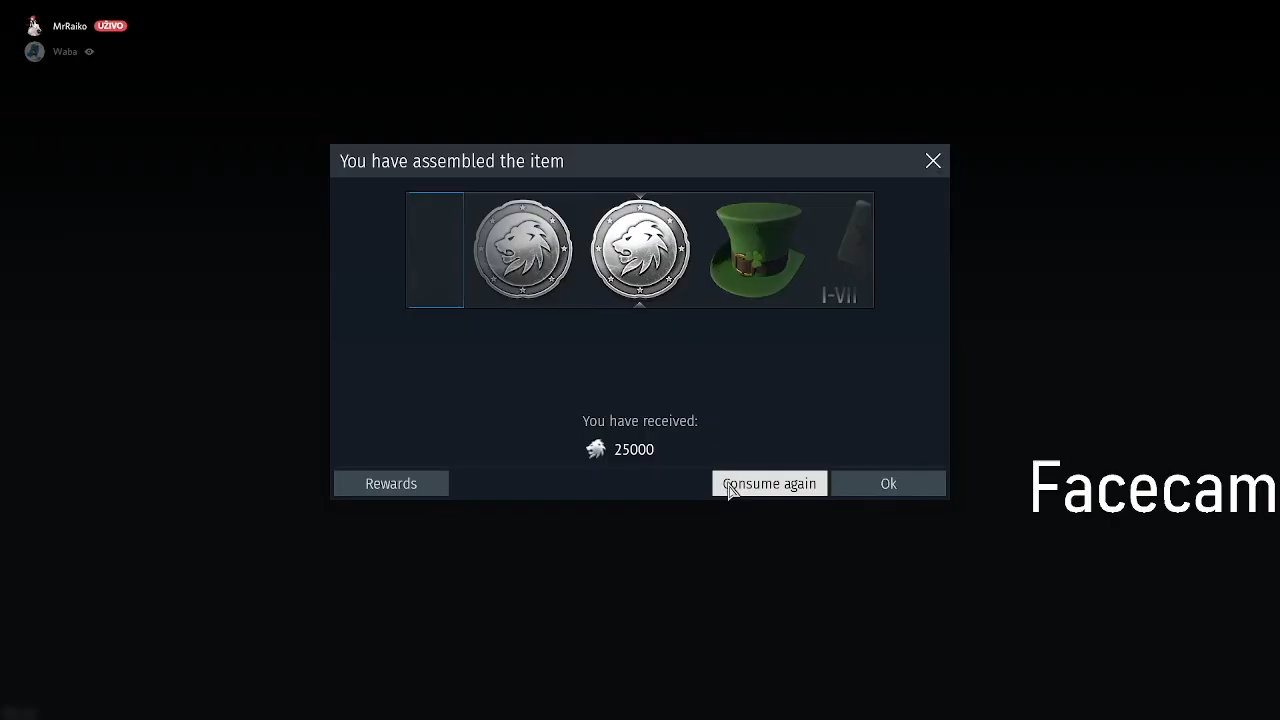 MrRaiko UŽIVO
Waba
You have assembled the item
I-VII
You have received:
25000
Rewards
Consume again
Ok
Facecam